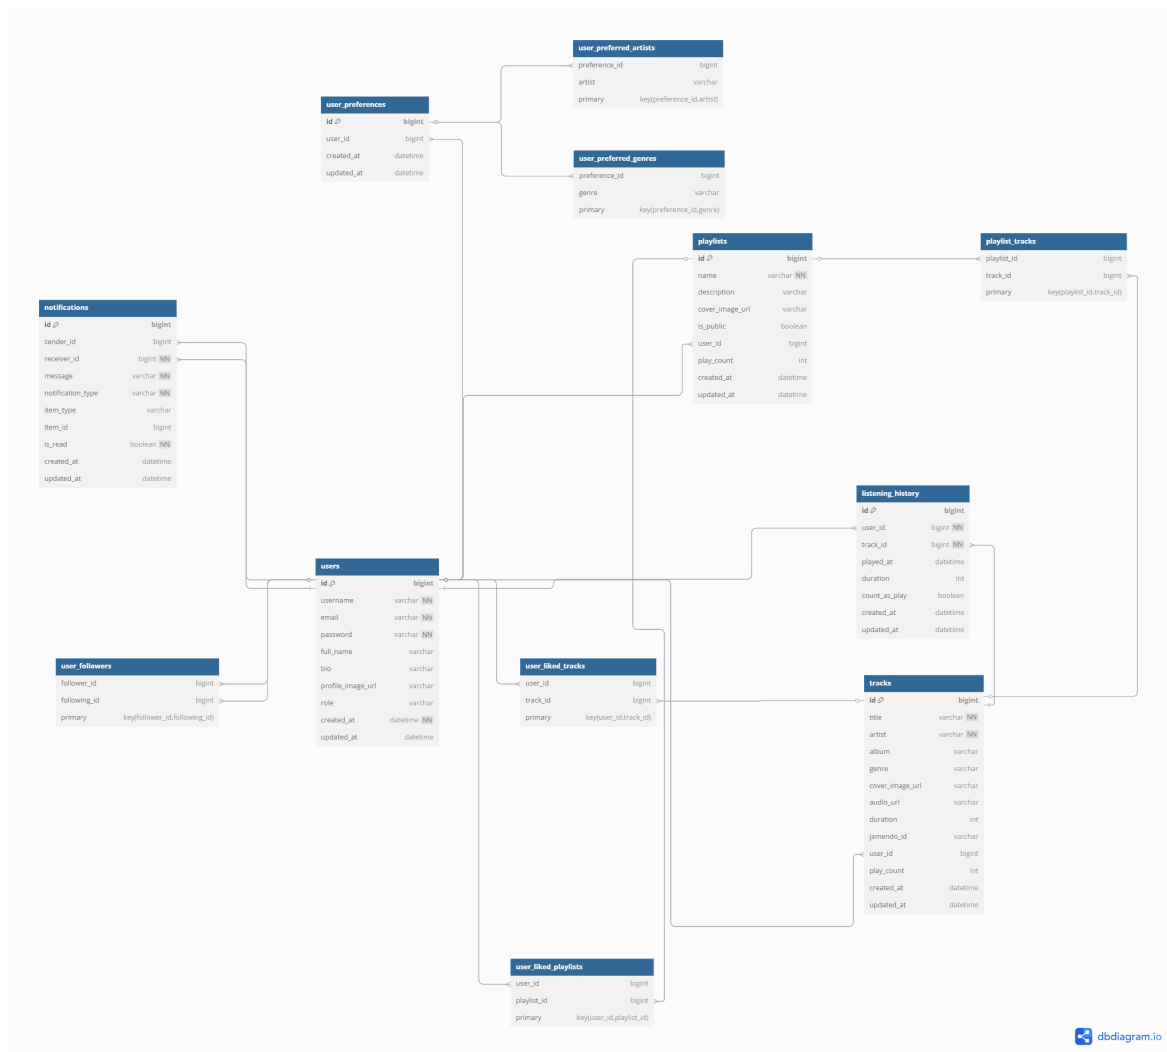 user_preferred_artists
preference_id bigint
artist varchar
primary key(preference_id,artist)
user_preferences
id bigint
user_id bigint
created_at datetime
updated_at datetime
user_preferred_genres
preference_id bigint
genre varchar
primary key(preference_id,genre)
playlists
id bigint
name varchar NN
description varchar
cover_image_url varchar
is_public boolean
user_id bigint
play_count int
created_at datetime
updated_at datetime
playlist_tracks
playlist_id bigint
track_id bigint
primary key(playlist_id,track_id)
notifications
id bigint
sender_id bigint
receiver_id bigint NN
message varchar NN
notification_type varchar NN
item_type varchar
item_id bigint
is_read boolean NN
created_at datetime
updated_at datetime
listening_history
id bigint
user_id bigint NN
track_id bigint NN
played_at datetime
duration int
count_as_play boolean
created_at datetime
updated_at datetime
users
id bigint
username varchar NN
email varchar NN
password varchar NN
full_name varchar
bio varchar
profile_image_url varchar
role varchar
created_at datetime NN
updated_at datetime
user_followers
follower_id bigint
following_id bigint
primary key(follower_id,following_id)
user_liked_tracks
user_id bigint
track_id bigint
primary key(user_id,track_id)
tracks
id bigint
title varchar NN
artist varchar NN
album varchar
genre varchar
cover_image_url varchar
audio_url varchar
duration int
jamendo_id varchar
user_id bigint
play_count int
created_at datetime
updated_at datetime
user_liked_playlists
user_id bigint
playlist_id bigint
primary key(user_id,playlist_id)
dbdiagram.io